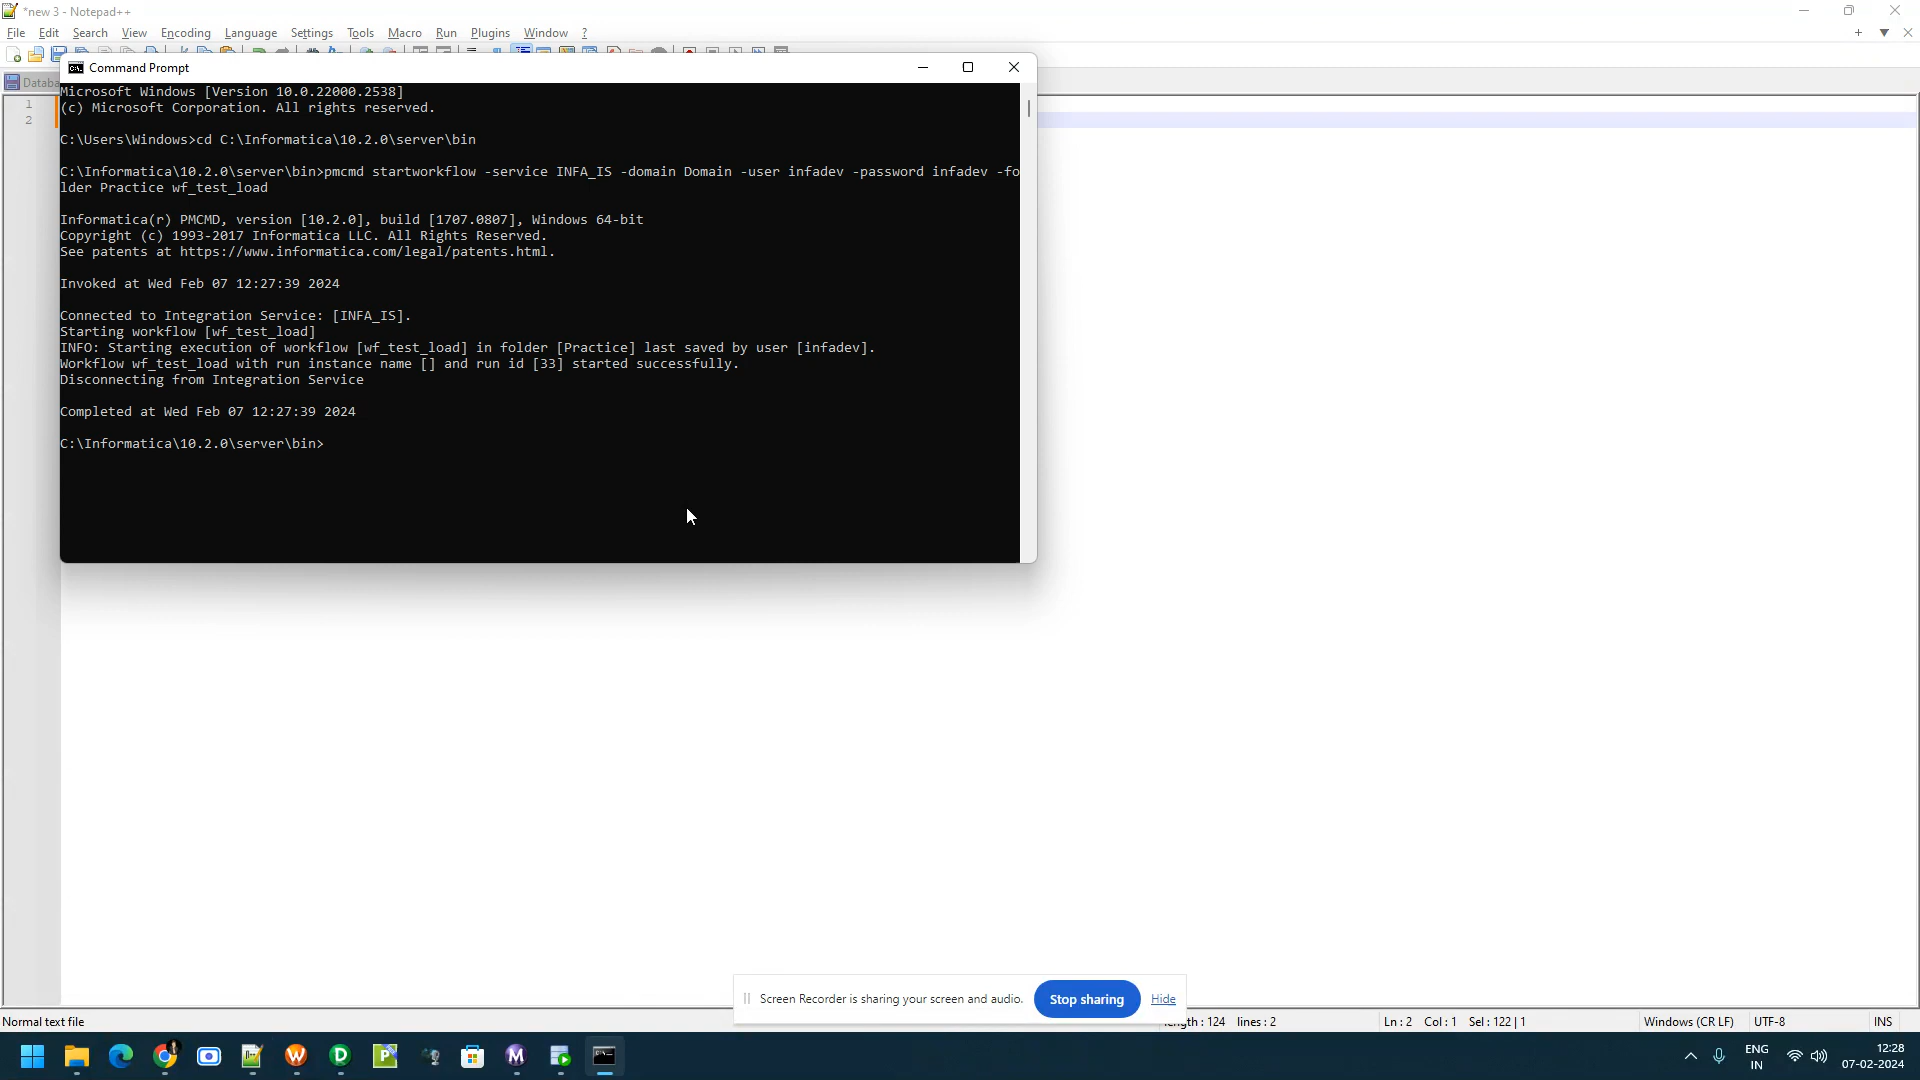 *new 3 - Notepad++
File Edit Search View Encoding Language Settings Tools Macro Run Plugins Window ?
Command Prompt
Databa
1
2
Microsoft Windows [Version 10.0.22000.2538]
(c) Microsoft Corporation. All rights reserved.
C:\Users\Windows>cd C:\Informatica\10.2.0\server\bin
C:\Informatica\10.2.0\server\bin>pmcmd startworkflow -service INFA_IS -domain Domain -user infadev -password infadev -fo
lder Practice wf_test_load
Informatica(r) PMCMD, version [10.2.0], build [1707.0807], Windows 64-bit
Copyright (c) 1993-2017 Informatica LLC. All Rights Reserved.
See patents at https://www.informatica.com/legal/patents.html.
Invoked at Wed Feb 07 12:27:39 2024
Connected to Integration Service: [INFA_IS].
Starting workflow [wf_test_load]
INFO: Starting execution of workflow [wf_test_load] in folder [Practice] last saved by user [infadev].
Workflow wf_test_load with run instance name [] and run id [33] started successfully.
Disconnecting from Integration Service
Completed at Wed Feb 07 12:27:39 2024
C:\Informatica\10.2.0\server\bin>
Screen Recorder is sharing your screen and audio. Stop sharing Hide
Normal text file length : 124 lines : 2 Ln : 2 Col : 1 Sel : 122 | 1 Windows (CR LF) UTF-8 INS
ENG
IN
12:28
07-02-2024